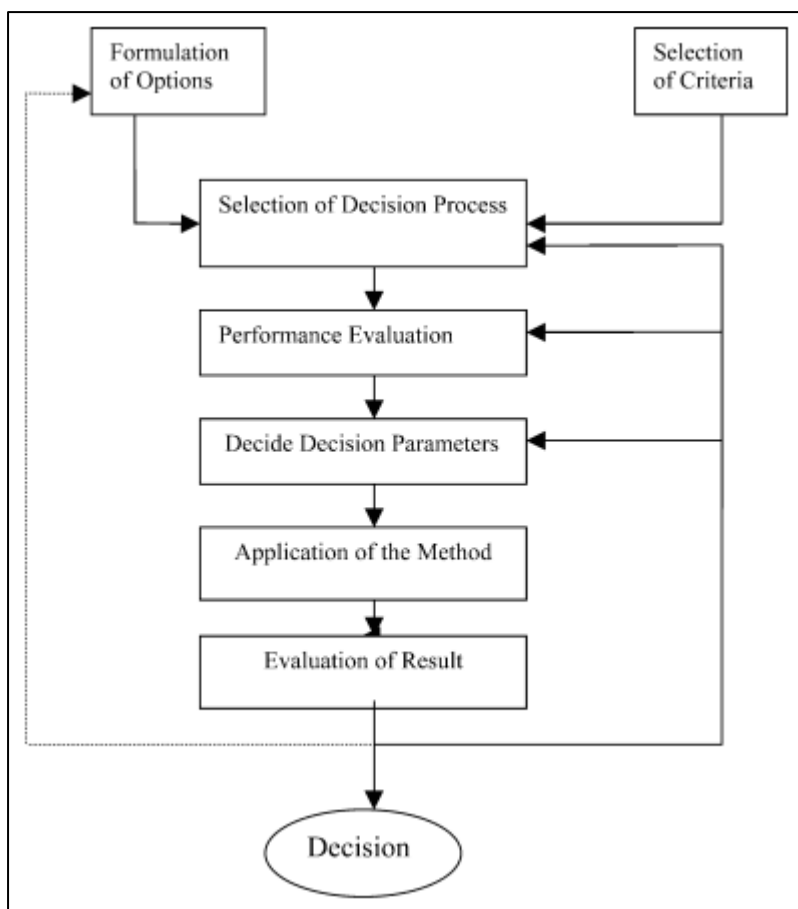 Formulation
of Options
Selection
of Criteria
Selection of Decision Process
Performance Evaluation
Decide Decision Parameters
Application of the Method
Evaluation of Result
Decision